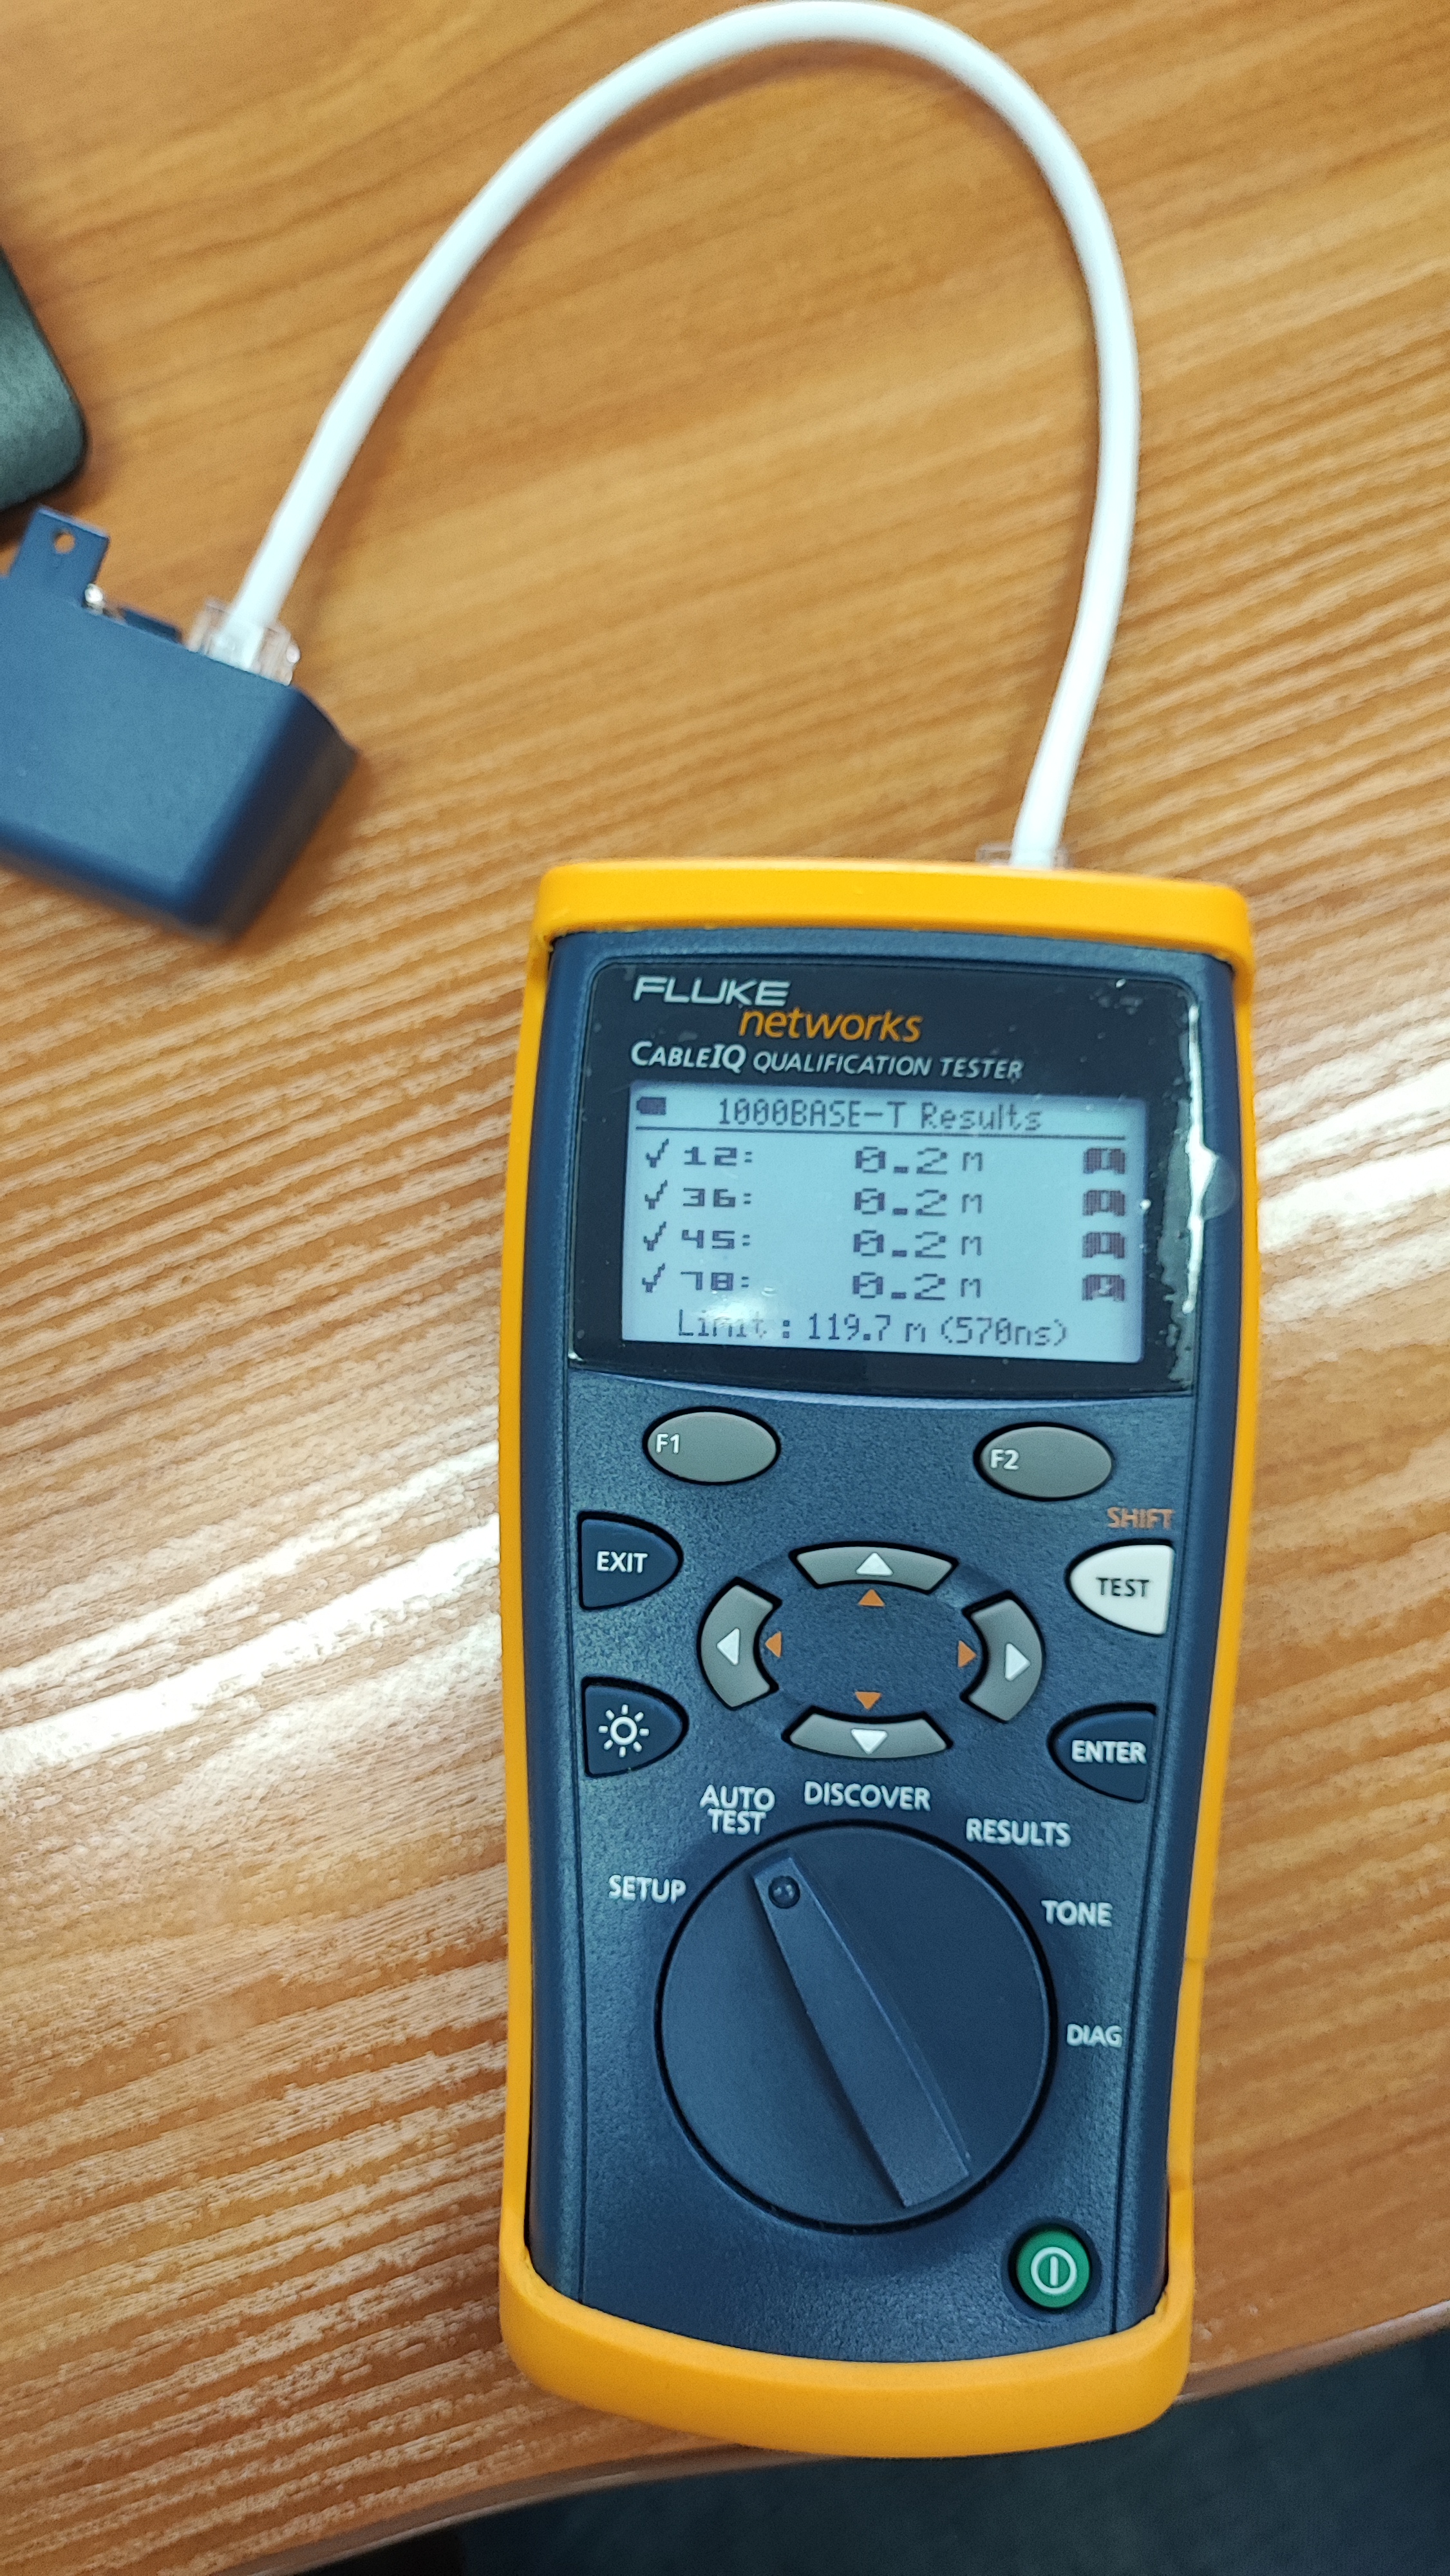 FLUKE
networks
CABLEIQ QUALIFICATION TESTER
1000BASE-T Results
✓ 12: 0.2 m
✓ 36: 0.2 m
✓ 45: 0.2 m
✓ 78: 0.2 m
Limit : 119.7 m (570ns)
F1
F2
SHIFT
EXIT
TEST
ENTER
AUTO
TEST
DISCOVER
RESULTS
SETUP
TONE
DIAG